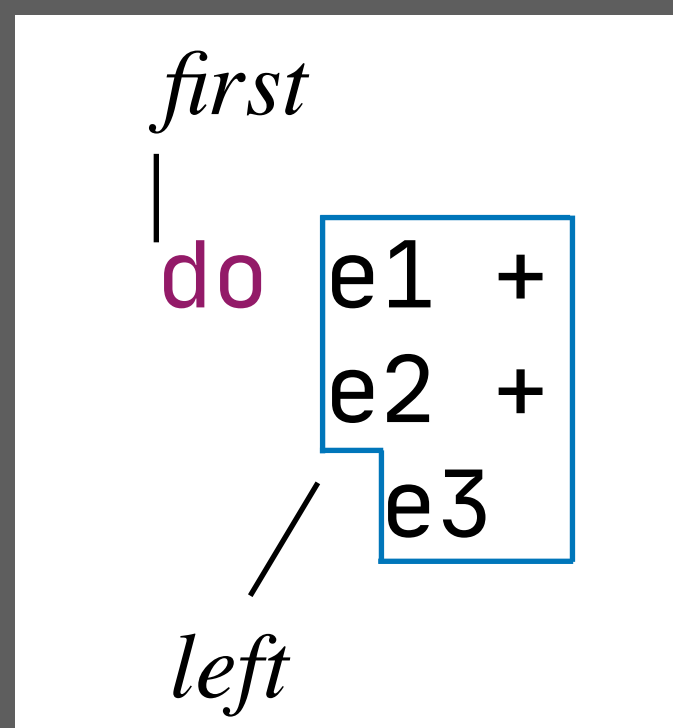 first
do e1 +
e2 +
e3
left